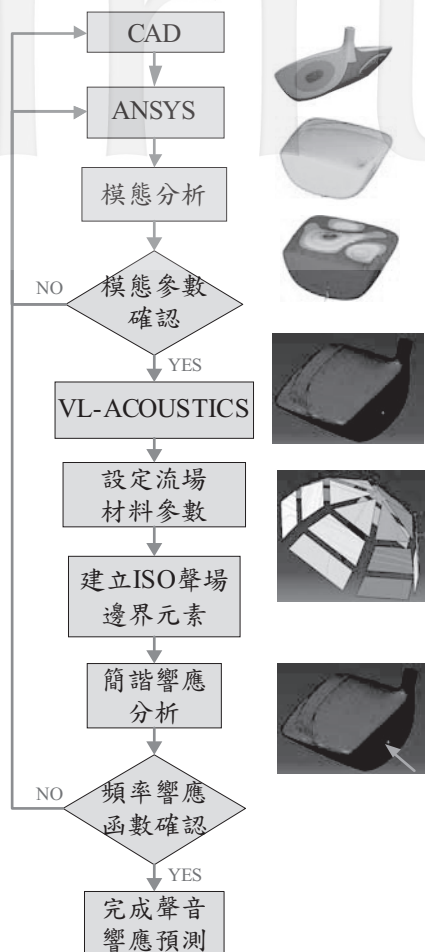 CAD
ANSYS
模態分析
NO
模態參數
確認
YES
VL-ACOUSTICS
設定流場
材料參數
建立ISO聲場
邊界元素
簡諧響應
分析
NO
頻率響應
函數確認
YES
完成聲音
響應預測